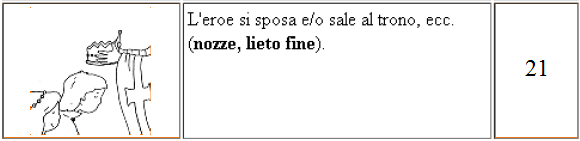 L'eroe si sposa e/o sale al trono, ecc.
(nozze, lieto fine).
21